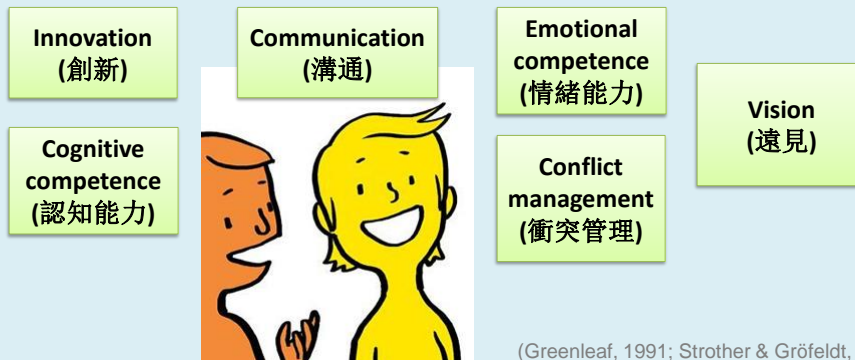 Innovation
(創新)
Communication
(溝通)
Emotional
competence
(情緒能力)
Vision
(遠見)
Cognitive
competence
(認知能力)
Conflict
management
(衝突管理)
(Greenleaf, 1991; Strother & Gröfeldt,